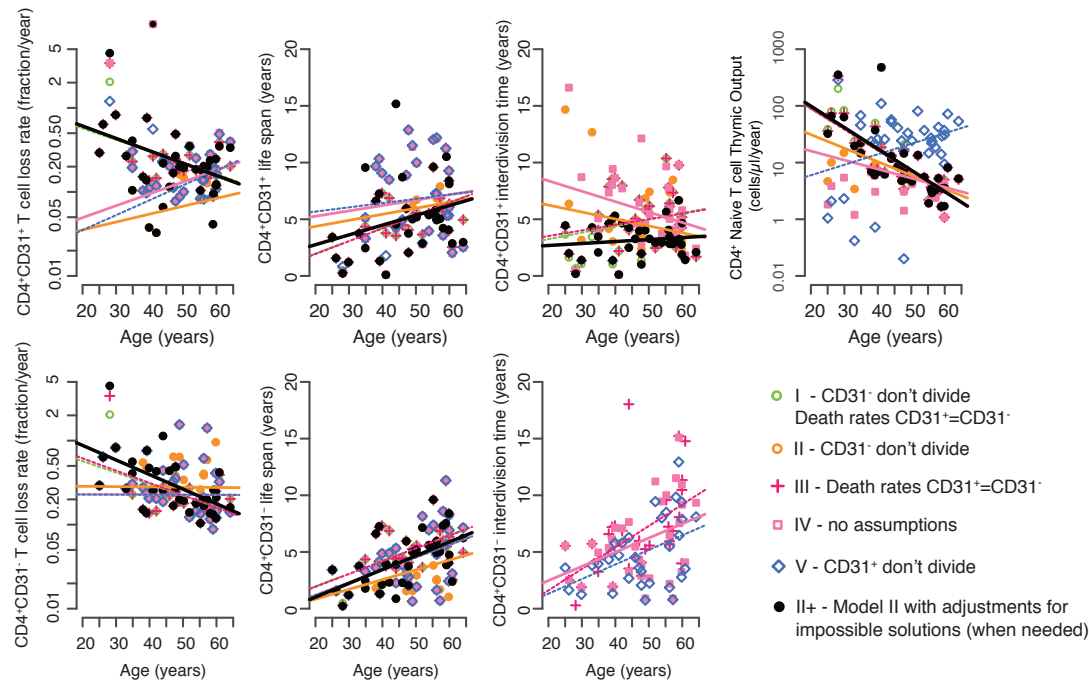 CD4⁺CD31⁺ T cell loss rate (fraction/year)
5
2
0.50
0.20
0.05
0.01
20 30 40 50 60
Age (years)
CD4⁺CD31⁺ life span (years)
20
15
10
5
0
20 30 40 50 60
Age (years)
CD4⁺CD31⁺ interdivision time (years)
20
15
10
5
0
20 30 40 50 60
Age (years)
CD4⁺ Naive T cell Thymic Output
(cells/μl/year)
1000
100
10
1
0.01
20 30 40 50 60
Age (years)
CD4⁺CD31⁻ T cell loss rate (fraction/year)
5
2
0.50
0.20
0.05
0.01
20 30 40 50 60
Age (years)
CD4⁺CD31⁻ life span (years)
20
15
10
5
0
20 30 40 50 60
Age (years)
CD4⁺CD31⁻ interdivision time (years)
20
15
10
5
0
20 30 40 50 60
Age (years)
I - CD31⁻ don't divide
Death rates CD31⁺=CD31⁻
II - CD31⁻ don't divide
III - Death rates CD31⁺=CD31⁻
IV - no assumptions
V - CD31⁺ don't divide
II+ - Model II with adjustments for
impossible solutions (when needed)